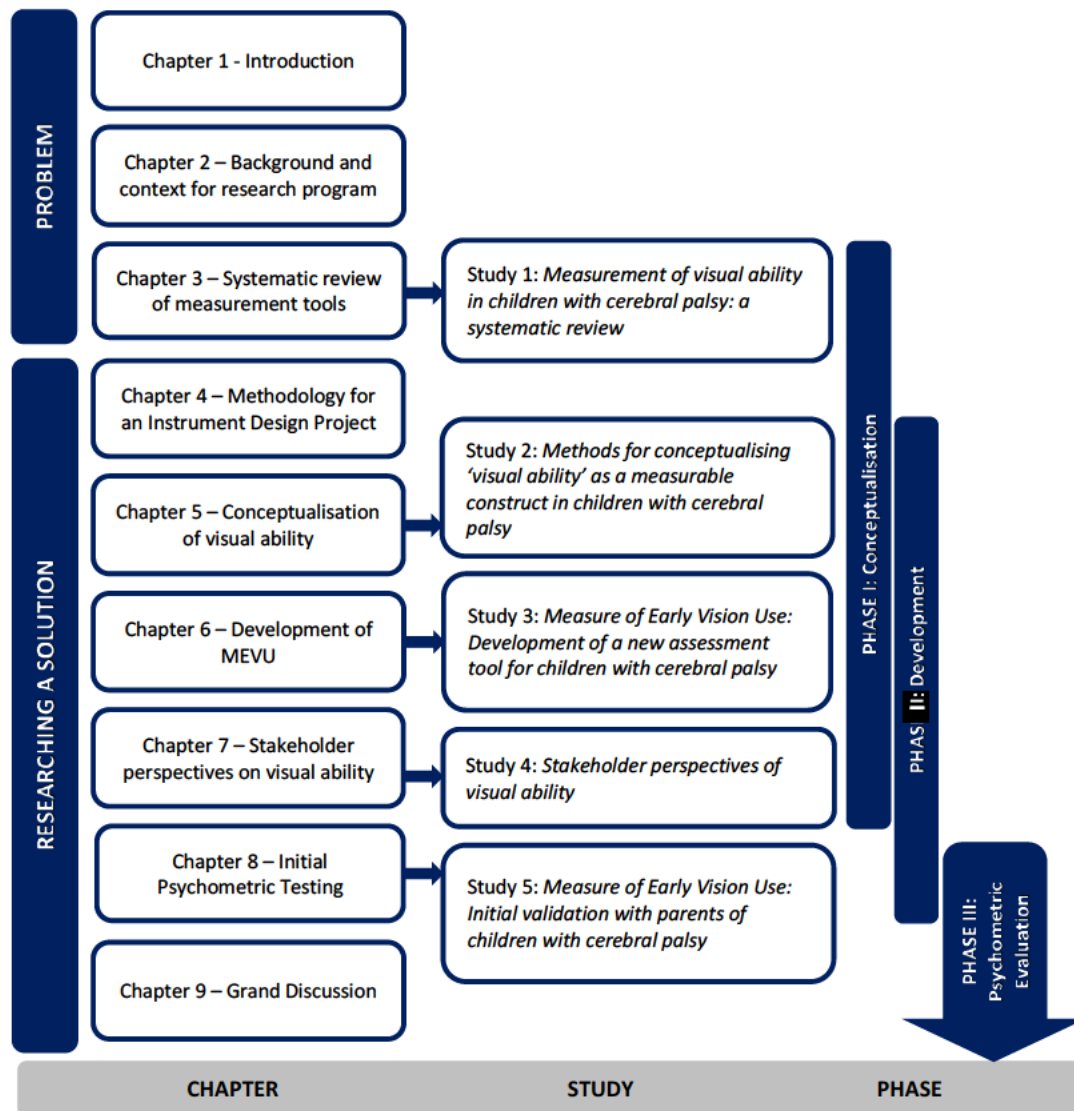 PROBLEM
Chapter 1 - Introduction
Chapter 2 – Background and
context for research program
Chapter 3 – Systematic review
of measurement tools
Study 1: Measurement of visual ability
in children with cerebral palsy: a
systematic review
RESEARCHING A SOLUTION
Chapter 4 – Methodology for
an Instrument Design Project
Chapter 5 – Conceptualisation
of visual ability
Study 2: Methods for conceptualising
‘visual ability’ as a measurable
construct in children with cerebral
palsy
Chapter 6 – Development of
MEVU
Study 3: Measure of Early Vision Use:
Development of a new assessment
tool for children with cerebral palsy
Chapter 7 – Stakeholder
perspectives on visual ability
Study 4: Stakeholder perspectives of
visual ability
Chapter 8 – Initial
Psychometric Testing
Study 5: Measure of Early Vision Use:
Initial validation with parents of
children with cerebral palsy
Chapter 9 – Grand Discussion
PHASE I: Conceptualisation
PHAS II: Development
PHASE III:
Psychometric
Evaluation
CHAPTER STUDY PHASE